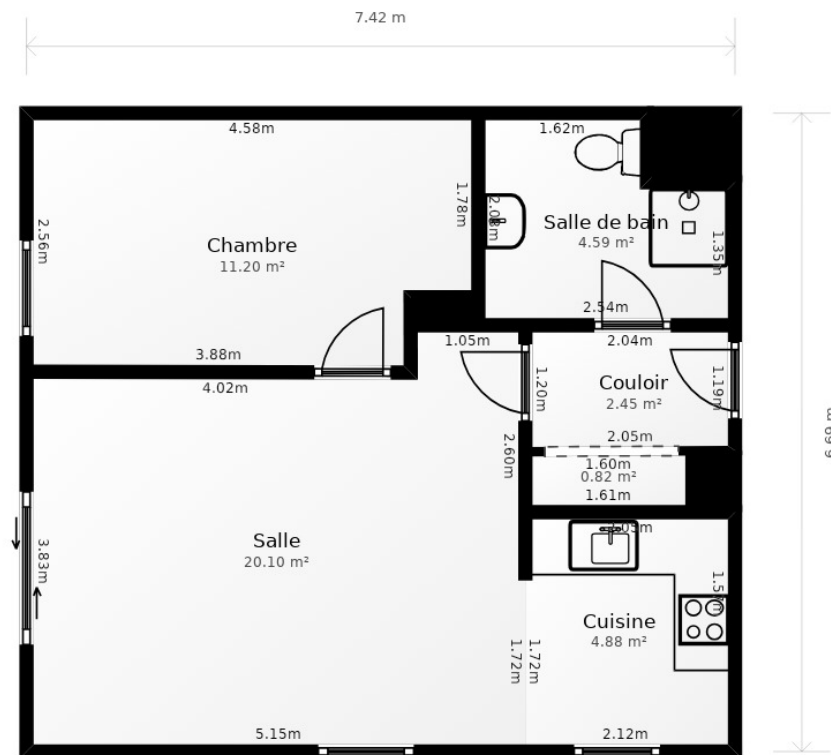 7.42 m
4.58m
1.62m
2.56m
1.78m
Salle de bain
4.59 m²
Chambre
11.20 m²
1.35m
2.54m
3.88m
1.05m
2.04m
4.02m
Couloir
2.45 m²
1.20m
1.19m
2.05m
2.60m
1.60m
0.82 m²
1.61m
Salle
20.10 m²
3.83m
Cuisine
4.88 m²
1.72m
1.72m
5.15m
2.12m